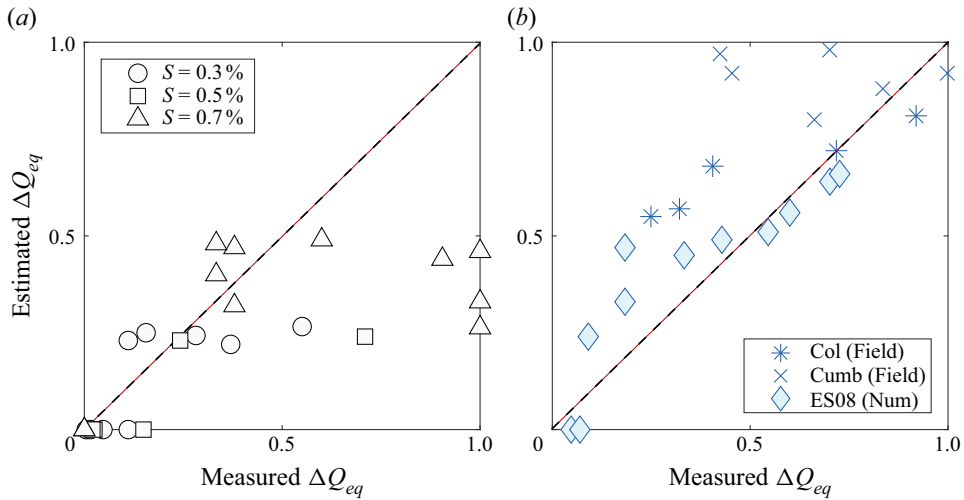 (a)
1.0
S = 0.3 %
S = 0.5 %
S = 0.7 %
Estimated ΔQeq
0.5
0
0.5
1.0
Measured ΔQeq
(b)
1.0
0.5
Col (Field)
Cumb (Field)
ES08 (Num)
0
0.5
1.0
Measured ΔQeq